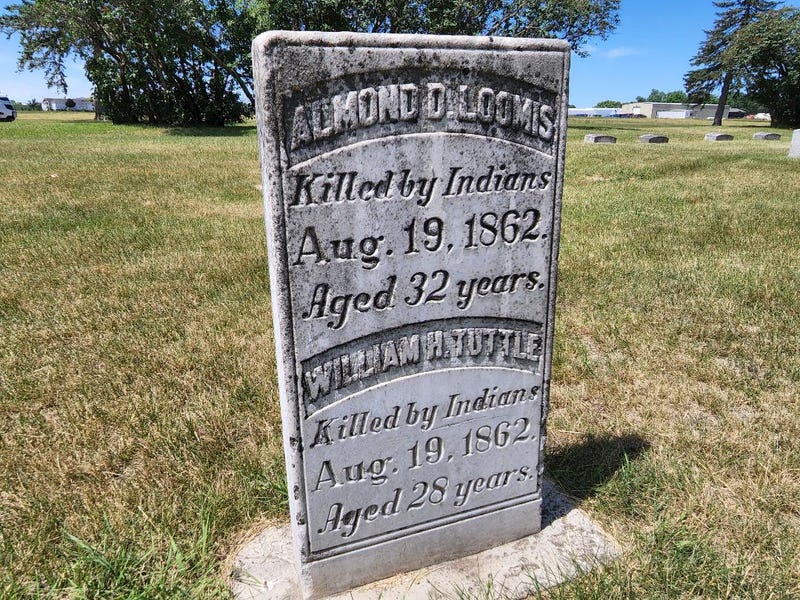 ALMOND D. LOOMIS
Killed by Indians
Aug. 19, 1862.
Aged 32 years.
WILLIAM H. TUTTLE
Killed by Indians
Aug. 19, 1862.
Aged 28 years.